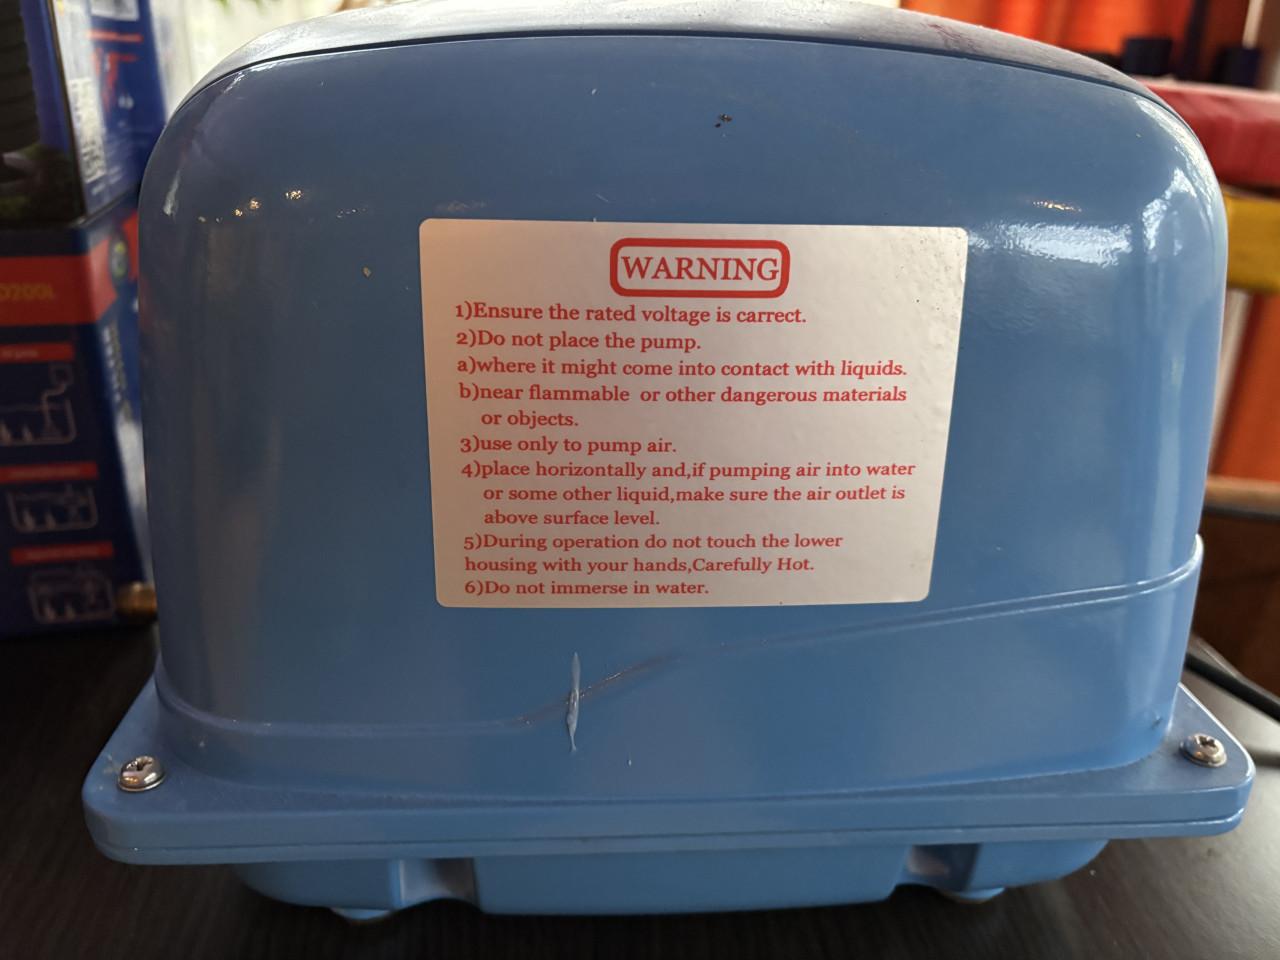 WARNING
1)Ensure the rated voltage is carrect.
2)Do not place the pump.
a)where it might come into contact with liquids.
b)near flammable or other dangerous materials
or objects.
3)use only to pump air.
4)place horizontally and,if pumping air into water
or some other liquid,make sure the air outlet is
above surface level.
5)During operation do not touch the lower
housing with your hands,Carefully Hot.
6)Do not immerse in water.